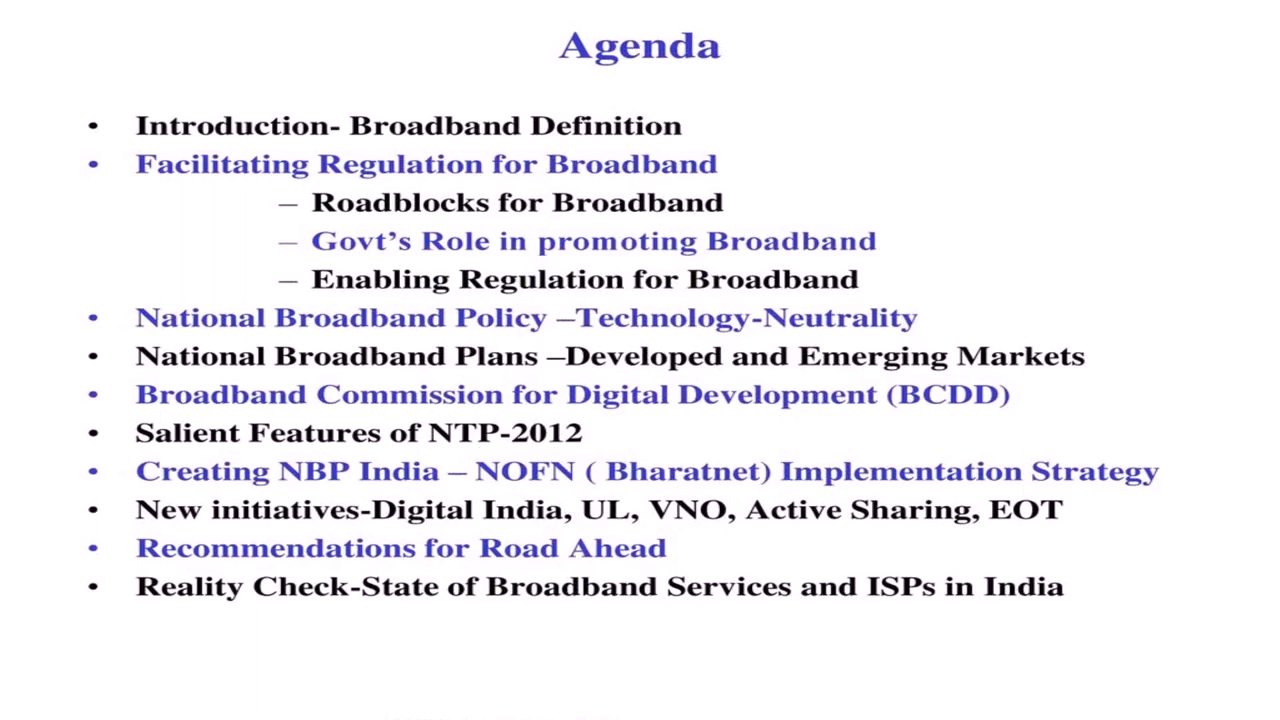 Agenda
• Introduction- Broadband Definition
• Facilitating Regulation for Broadband
– Roadblocks for Broadband
– Govt’s Role in promoting Broadband
– Enabling Regulation for Broadband
• National Broadband Policy –Technology-Neutrality
• National Broadband Plans –Developed and Emerging Markets
• Broadband Commission for Digital Development (BCDD)
• Salient Features of NTP-2012
• Creating NBP India – NOFN ( Bharatnet) Implementation Strategy
• New initiatives-Digital India, UL, VNO, Active Sharing, EOT
• Recommendations for Road Ahead
• Reality Check-State of Broadband Services and ISPs in India